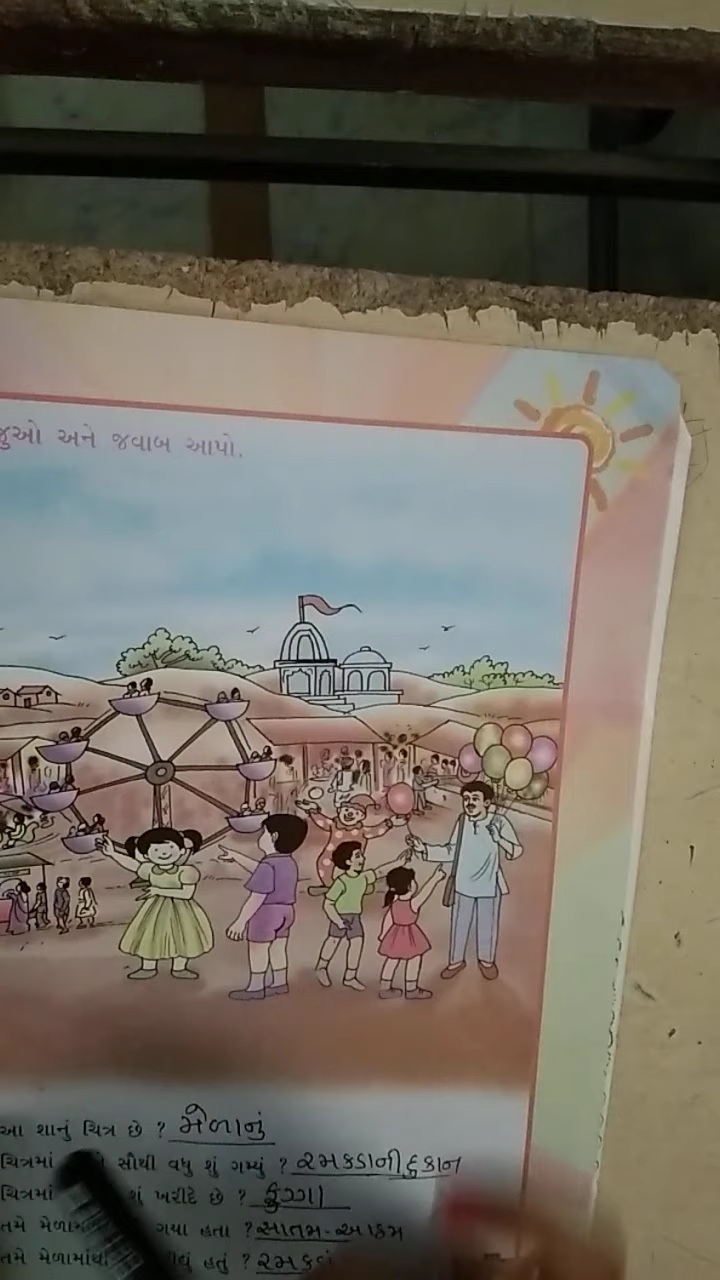 જુઓ અને જવાબ આપો.
આ શાનું ચિત્ર છે ? મેળાનું
ચિત્રમાં સૌથી વધુ શું ગમ્યું ? રમકડાની દુકાન
ચિત્રમાં શું ખરીદે છે ? ફુગ્ગા
તમે ગયા હતા ? સાતમ-આઠમ
તમે મેળામાંથી હતું ?